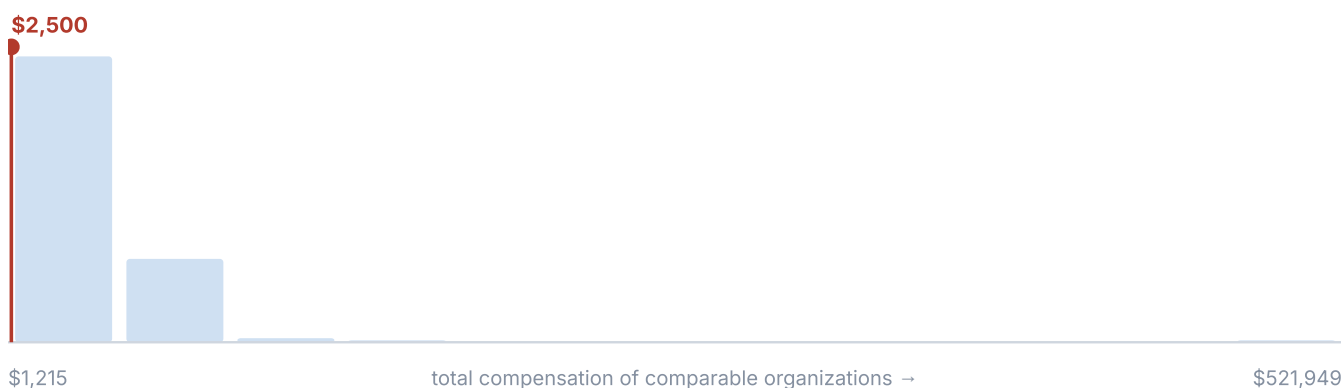 $2,500
$1,215
total compensation of comparable organizations →
$521,949